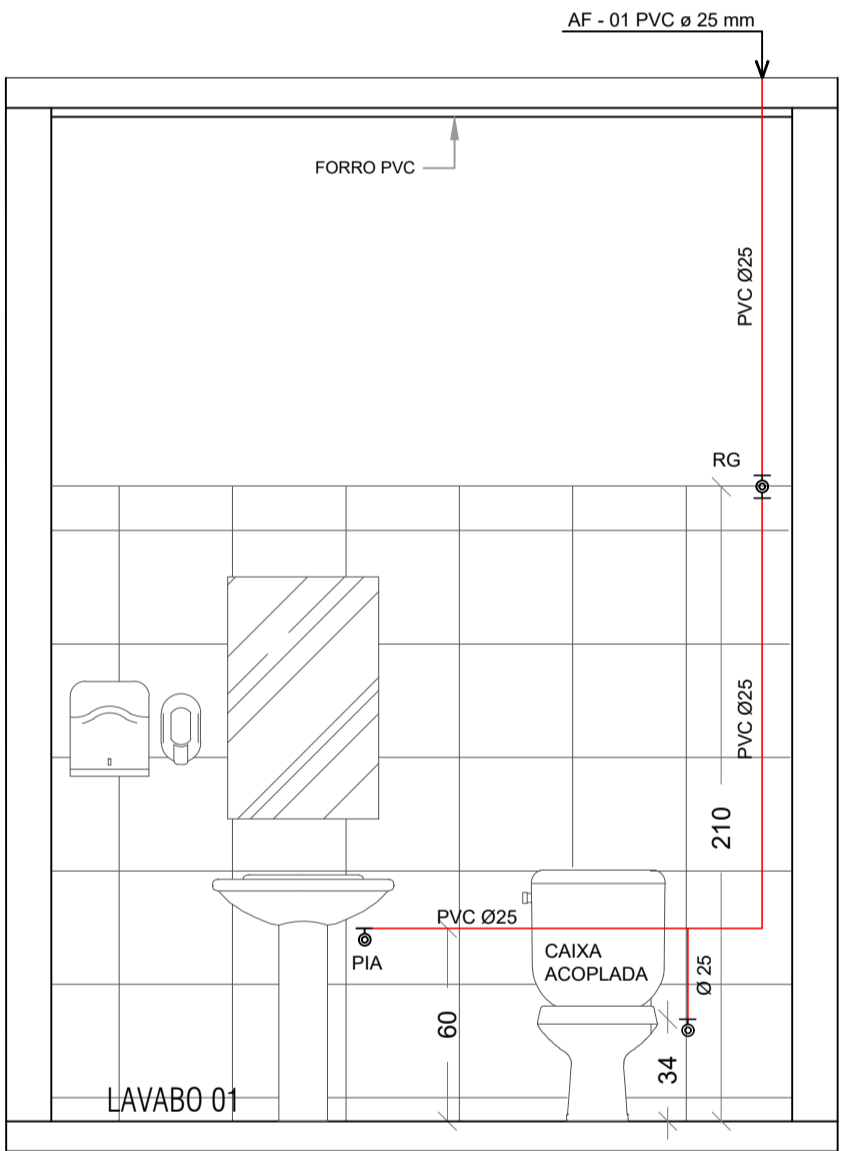 AF - 01 PVC ø 25 mm
FORRO PVC
PVC Ø25
RG
PVC Ø25
210
PVC Ø25
PIA
CAIXA
ACOPLADA
Ø 25
60
34
LAVABO 01